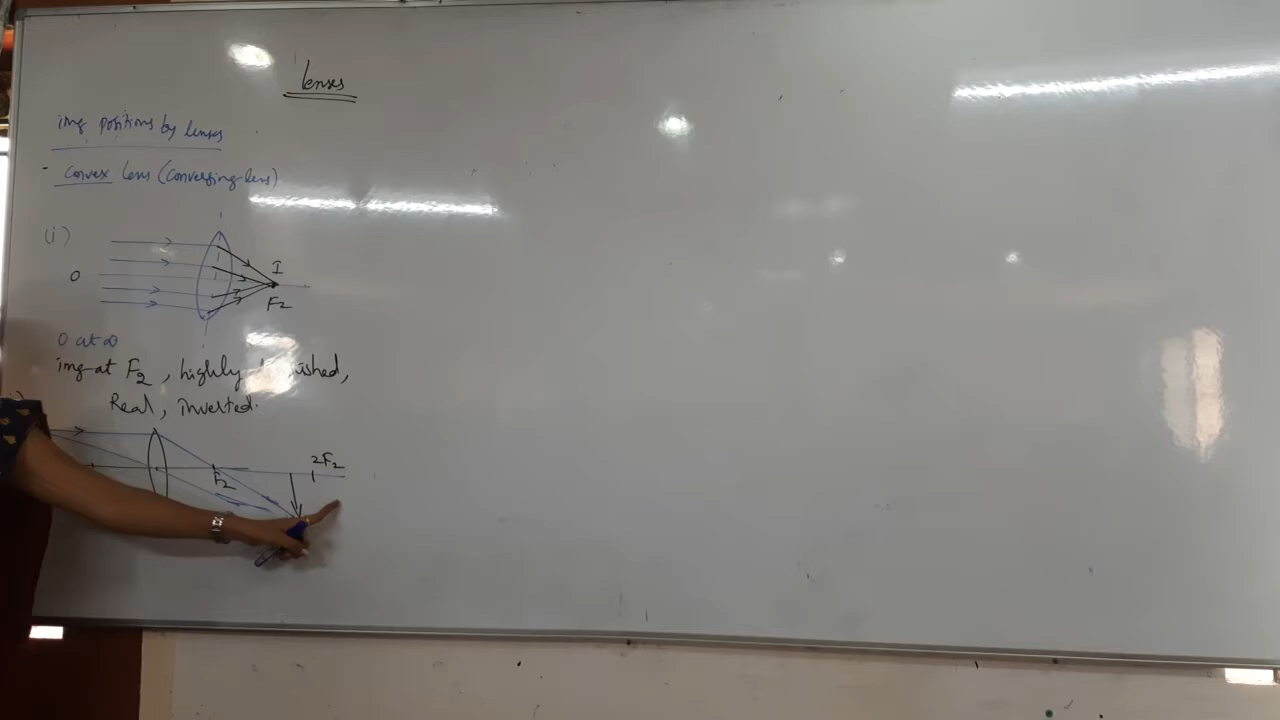 lenses
img positions by lenses
- Convex lens (Converging lens)
(i)
O
I
F2
O at ∞
img at F2, highly
Real, inverted.
F2
2F2